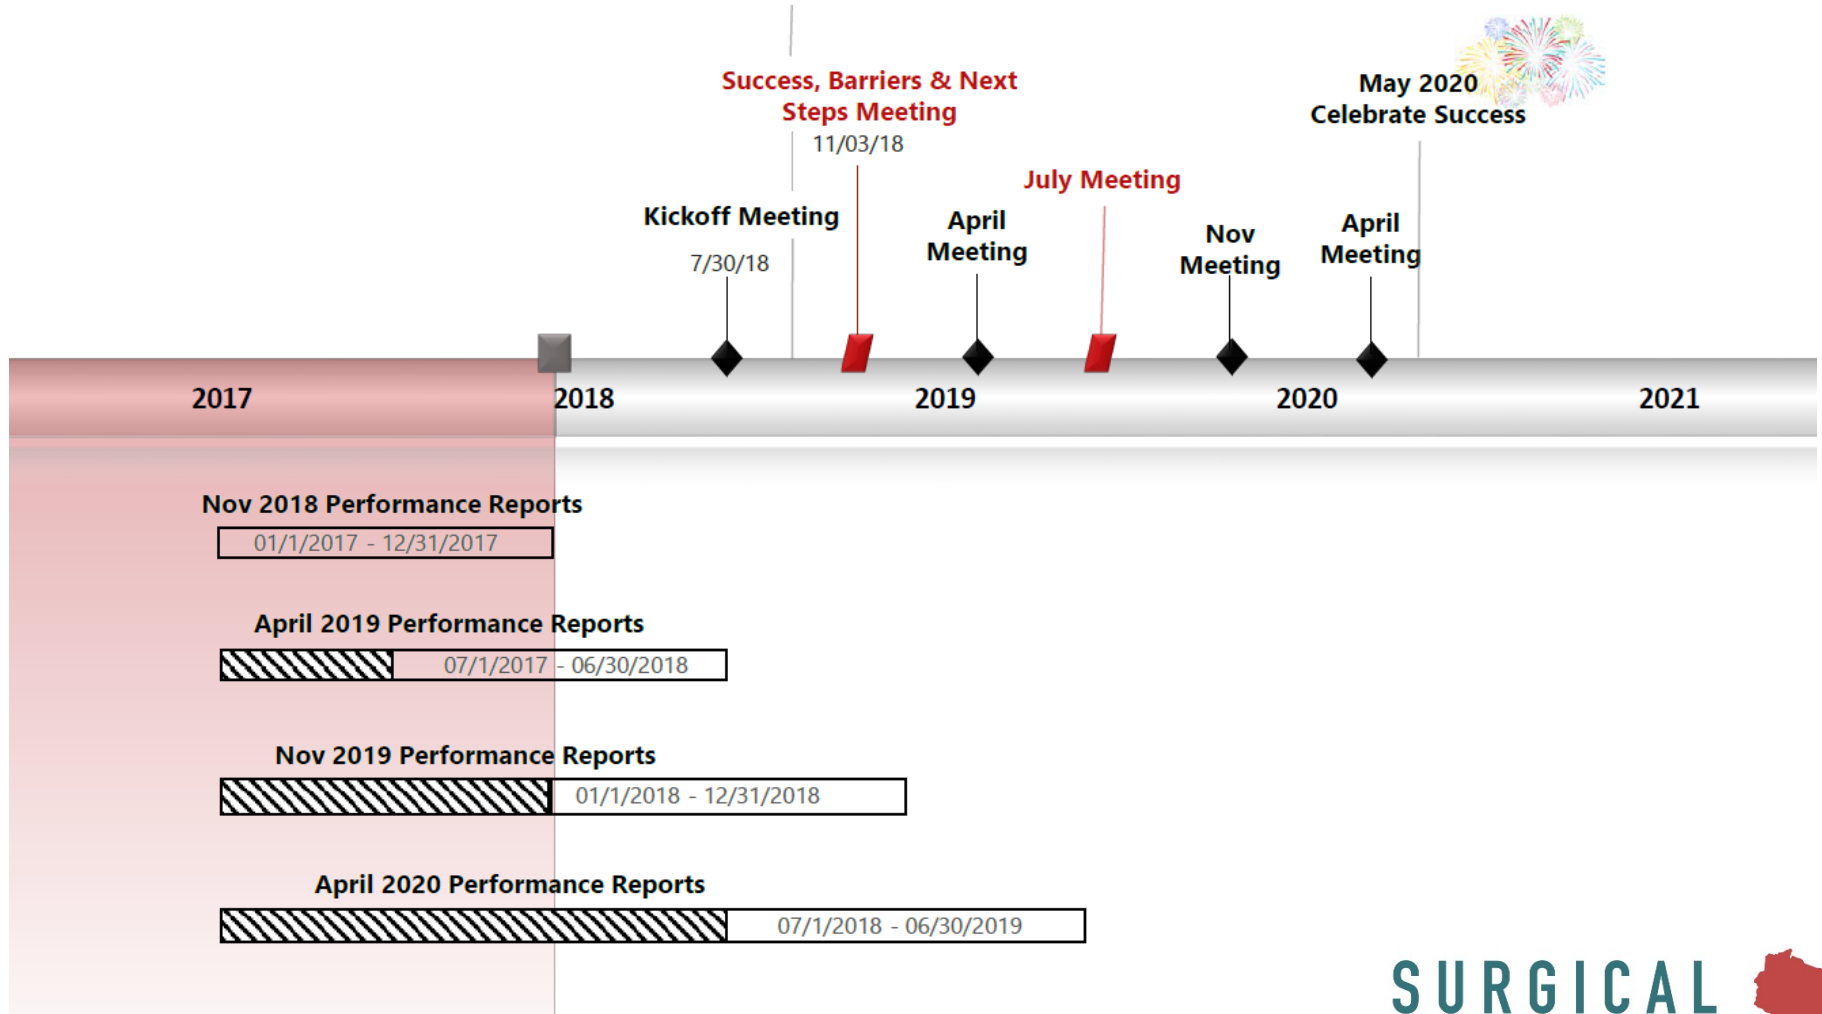 Success, Barriers & Next
Steps Meeting
11/03/18
May 2020
Celebrate Success
July Meeting
Kickoff Meeting
7/30/18
April
Meeting
Nov
Meeting
April
Meeting
2017
2018
2019
2020
2021
Nov 2018 Performance Reports
01/1/2017 - 12/31/2017
April 2019 Performance Reports
07/1/2017 - 06/30/2018
Nov 2019 Performance Reports
01/1/2018 - 12/31/2018
April 2020 Performance Reports
07/1/2018 - 06/30/2019
SURGICAL